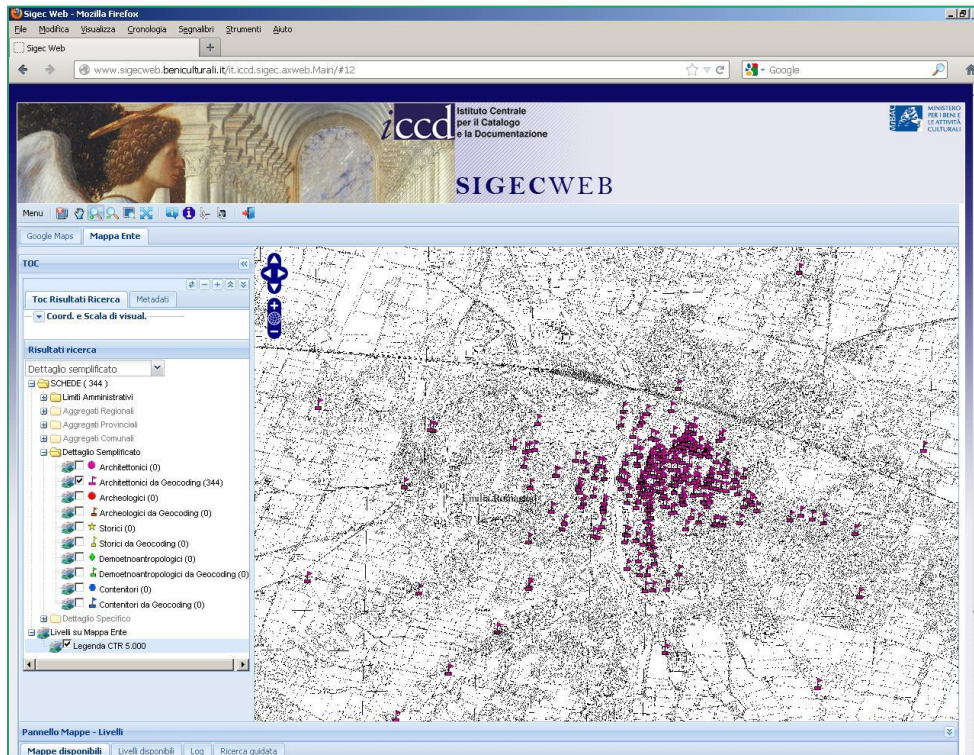 Sigec Web - Mozilla Firefox
File Modifica Visualizza Cronologia Segnalibri Strumenti Aiuto
Sigec Web
www.sigecweb.beniculturali.it/it.iccd.sigec.axweb.Main/#12
Google
iccd
Istituto Centrale
per il Catalogo
e la Documentazione
MiBAC
MINISTERO
PER I BENI E
LE ATTIVITÀ
CULTURALI
SIGECWEB
Menu
Google Maps Mappa Ente
TOC
Toc Risultati Ricerca Metadati
Coord. e Scala di visual.
Risultati ricerca
Dettaglio semplificato
SCHEDE ( 344 )
Limiti Amministrativi
Aggregati Regionali
Aggregati Provinciali
Aggregati Comunali
Dettaglio Semplificato
Architettonici (0)
Architettonici da Geocoding (344)
Archeologici (0)
Archeologici da Geocoding (0)
Storici (0)
Storici da Geocoding (0)
Demoetnoantropologici (0)
Demoetnoantropologici da Geocoding (0)
Contenitori (0)
Contenitori da Geocoding (0)
Dettaglio Specifico
Livelli su Mappa Ente
Legenda CTR 5.000
Emilia Romagna
Pannello Mappe - Livelli
Mappe disponibili Livelli disponibili Log Ricerca guidata